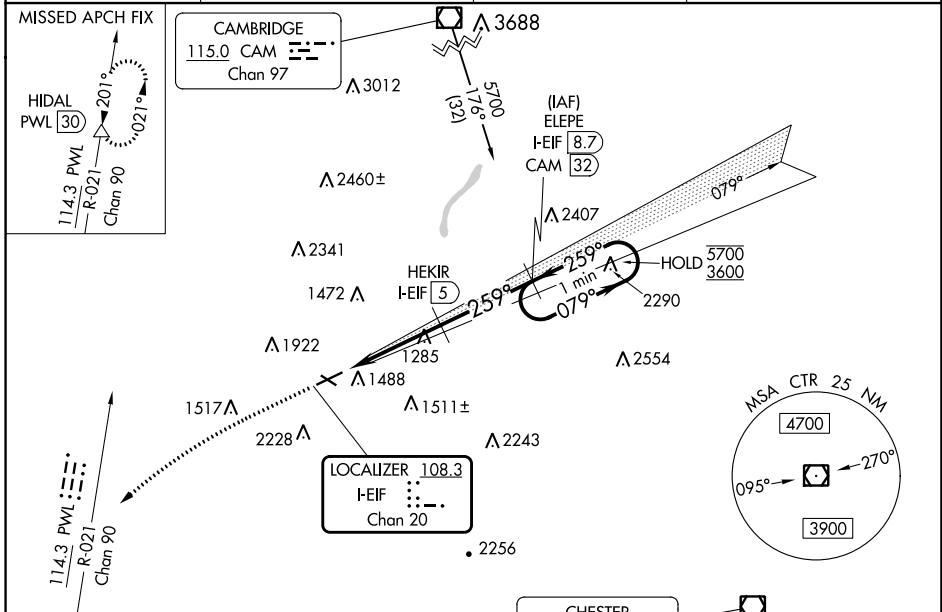 MISSED APCH FIX
HIDAL
PWL 30
201°
021°
114.3 PWL
R-021
Chan 90
CAMBRIDGE
115.0 CAM
Chan 97
3688
3012
5700
176°
(32)
(IAF)
ELEPE
I-EIF 8.7
CAM 32
079°
2460±
2407
2341
259°
1 min
079°
HOLD 5700
3600
2290
HEKIR
I-EIF 5
259°
1472
1922
1285
2554
1488
1517
1511±
2228
2243
LOCALIZER 108.3
I-EIF
Chan 20
MSA CTR 25 NM
4700
095°
270°
3900
114.3 PWL
R-021
Chan 90
2256
CHESTER